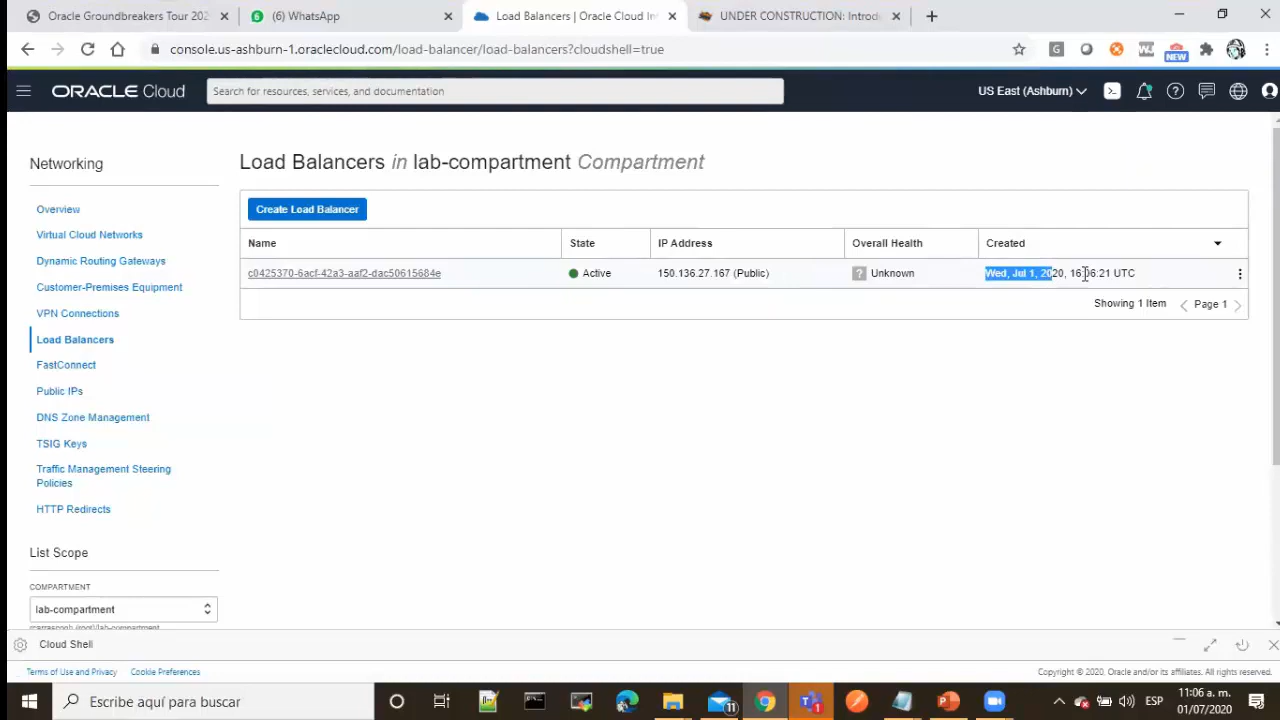 Oracle Groundbreakers Tour 202
(6) WhatsApp
Load Balancers | Oracle Cloud In
UNDER CONSTRUCTION: Introd
console.us-ashburn-1.oraclecloud.com/load-balancer/load-balancers?cloudshell=true
NEW
ORACLE Cloud
Search for resources, services, and documentation
US East (Ashburn)
Networking
Overview
Virtual Cloud Networks
Dynamic Routing Gateways
Customer-Premises Equipment
VPN Connections
Load Balancers
FastConnect
Public IPs
DNS Zone Management
TSIG Keys
Traffic Management Steering
Policies
HTTP Redirects
List Scope
COMPARTMENT
lab-compartment
Load Balancers in lab-compartment Compartment
Create Load Balancer
Name State IP Address Overall Health Created
c0425370-6acf-42a3-aaf2-dac50615684e Active 150.136.27.167 (Public) ? Unknown Wed, Jul 1, 2020, 16:06:21 UTC
Showing 1 Item Page 1
Cloud Shell
Terms of Use and Privacy Cookie Preferences
Copyright © 2020, Oracle and/or its affiliates. All rights reserved.
Escribe aquí para buscar
11
1
ESP
11:06 a. m.
01/07/2020